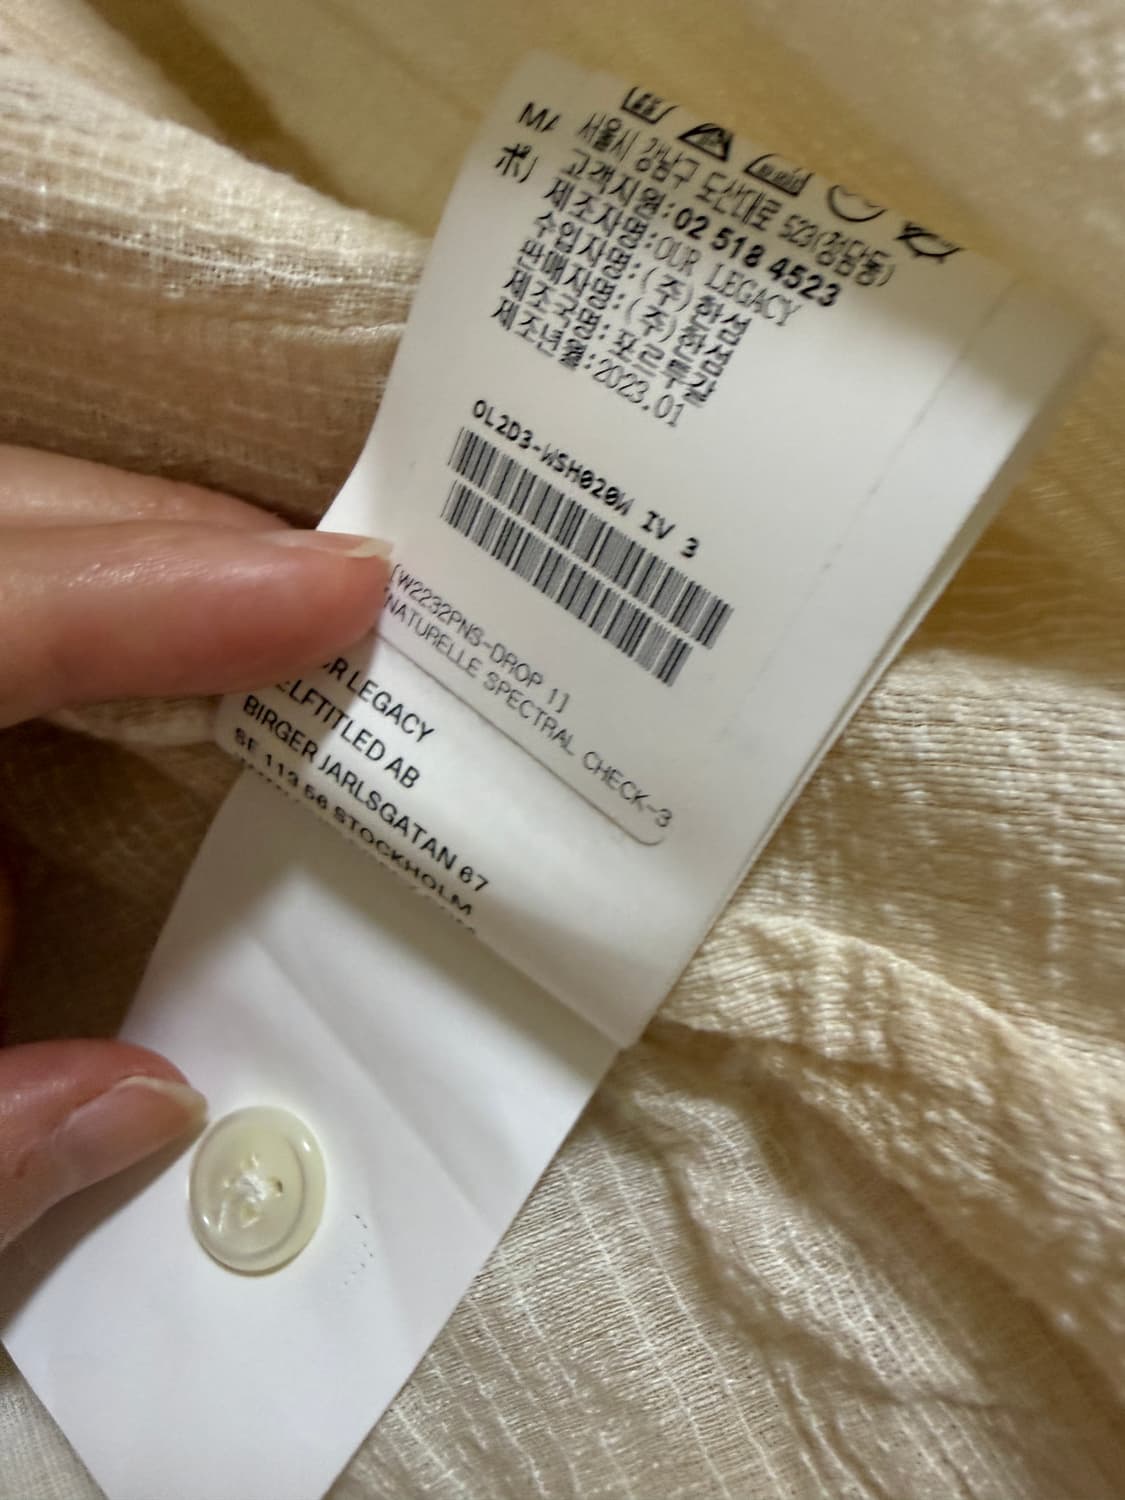 서울시 강남구 도산대로 523(청담동)
고객지원:02 518 4523
제조자명:OUR LEGACY
수입자명:(주)한섬
판매자명:(주)한섬
제조국명:포르투갈
제조년월:2023.01
OL2D3-WSH020W IV 3
(W2232PNS-DROP 1]
NATURELLE SPECTRAL CHECK-3
LEGACY
AB
BIRGER JARLSGATAN 67
SE 113 56 STOCKHOLM